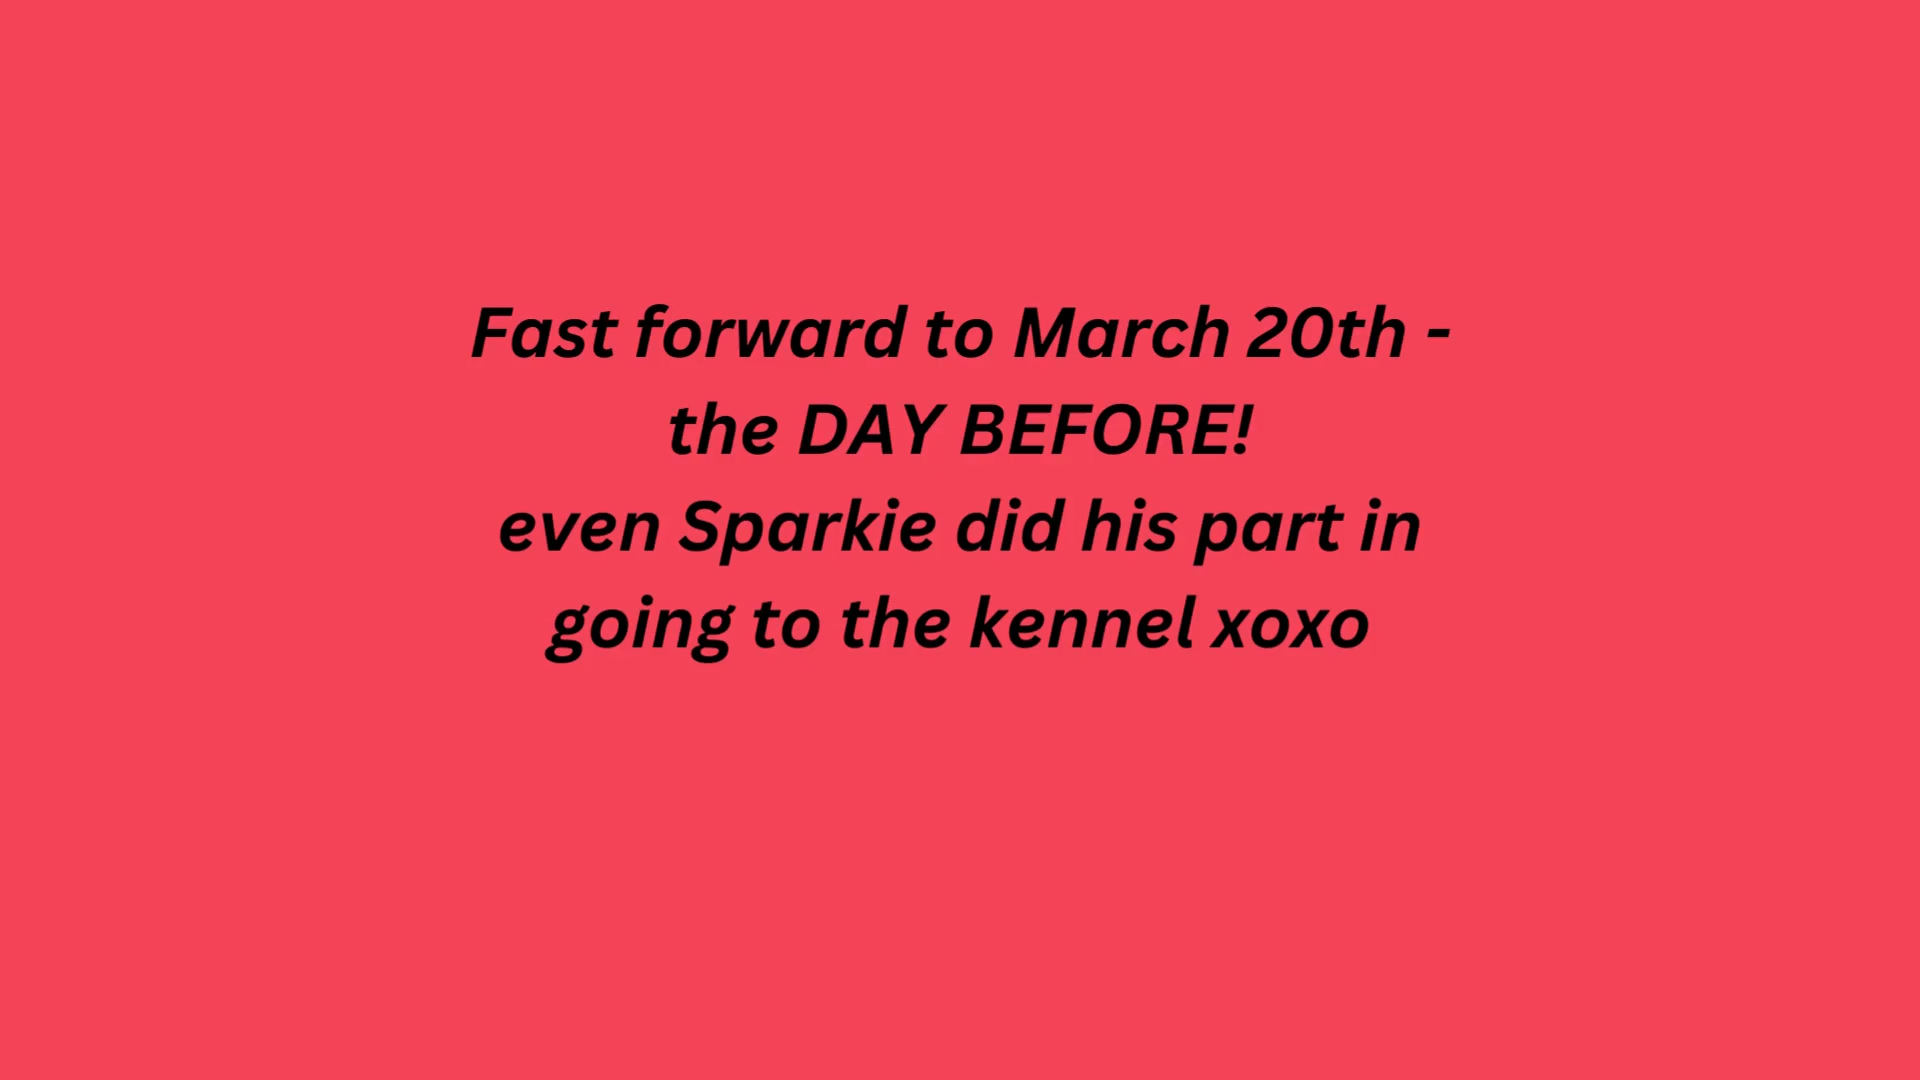 Fast forward to March 20th -
the DAY BEFORE!
even Sparkie did his part in
going to the kennel xoxo